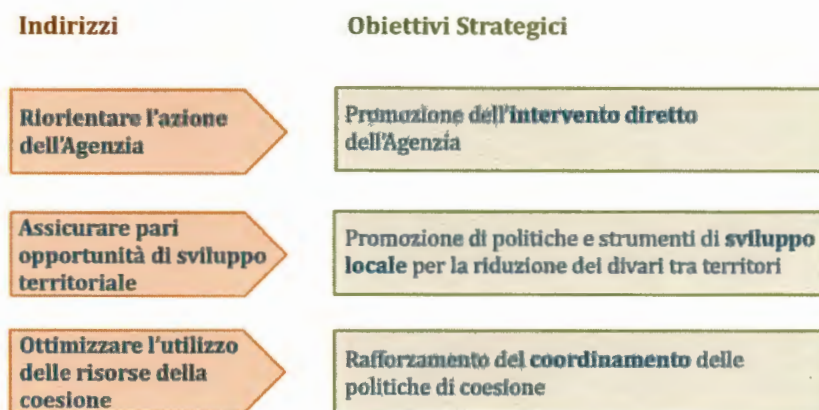 Indirizzi
Obiettivi Strategici
Riorientare l'azione
dell'Agenzia
Promozione dell'intervento diretto
dell'Agenzia
Assicurare pari
opportunità di sviluppo
territoriale
Promozione di politiche e strumenti di sviluppo
locale per la riduzione dei divari tra territori
Ottimizzare l'utilizzo
delle risorse della
coesione
Rafforzamento del coordinamento delle
politiche di coesione